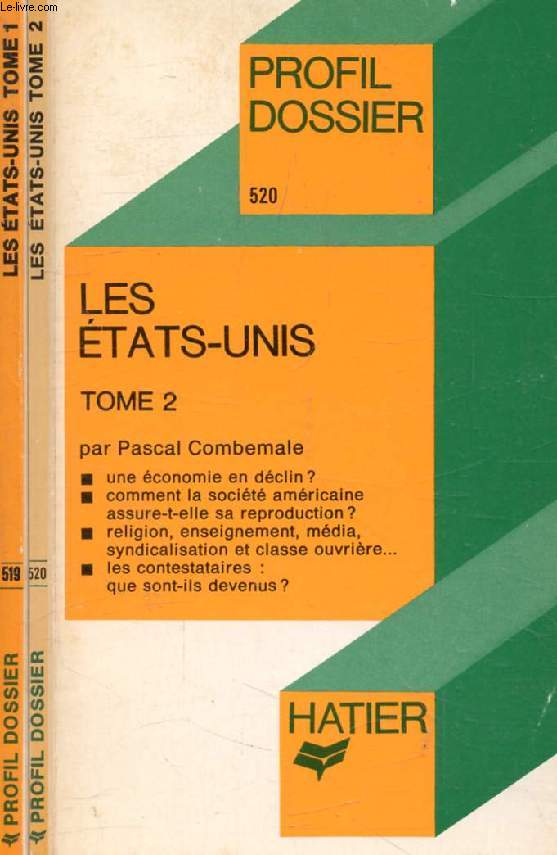 Le-livre.com
LES ÉTATS-UNIS TOME 1
519
PROFIL DOSSIER
LES ÉTATS-UNIS TOME 2
520
PROFIL DOSSIER
PROFIL
DOSSIER
520
LES
ÉTATS-UNIS
TOME 2
par Pascal Combemale
■ une économie en déclin ?
■ comment la société américaine
assure-t-elle sa reproduction ?
■ religion, enseignement, média,
syndicalisation et classe ouvrière...
■ les contestataires :
que sont-ils devenus ?
HATIER